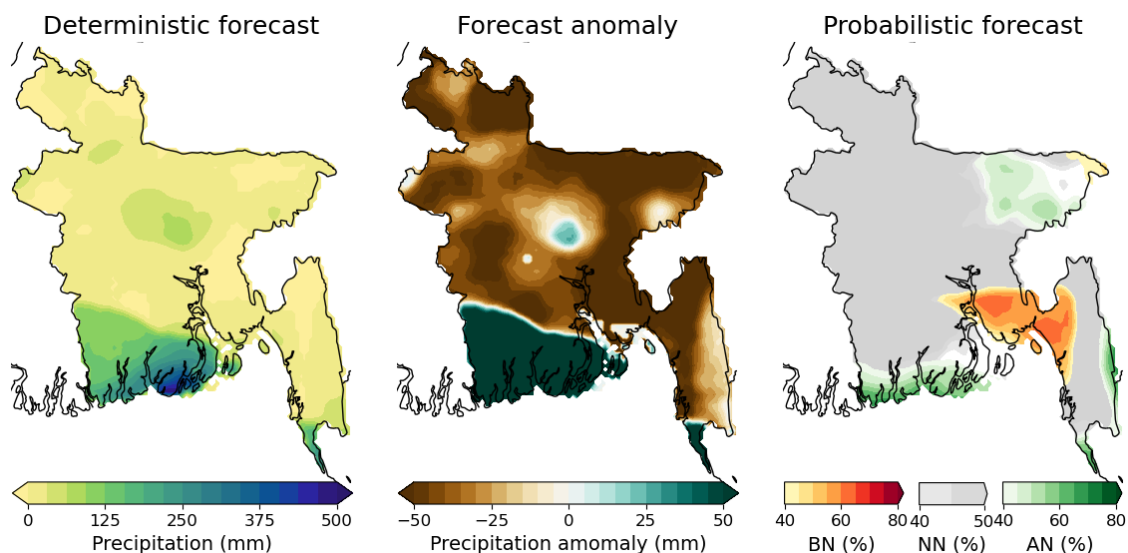 Deterministic forecast
Forecast anomaly
Probabilistic forecast
0 125 250 375 500
Precipitation (mm)
−50 −25 0 25 50
Precipitation amomaly (mm)
40 60 80
BN (%)
40 50
NN (%)
40 60 80
AN (%)